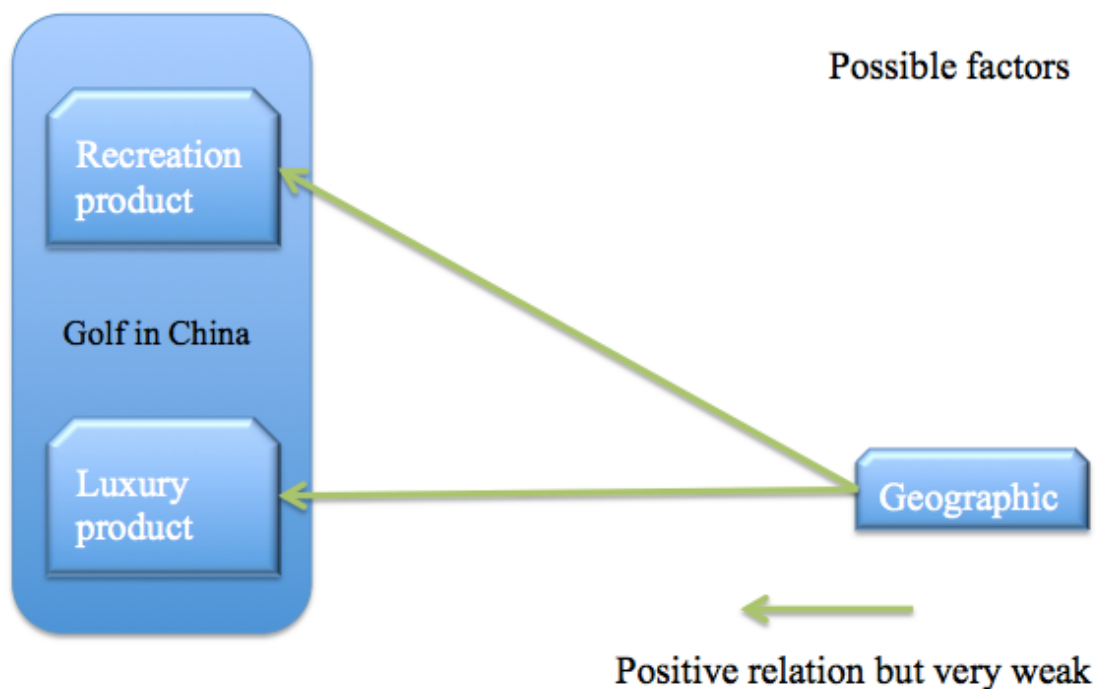 Possible factors
Recreation
product
Golf in China
Luxury
product
Geographic
Positive relation but very weak